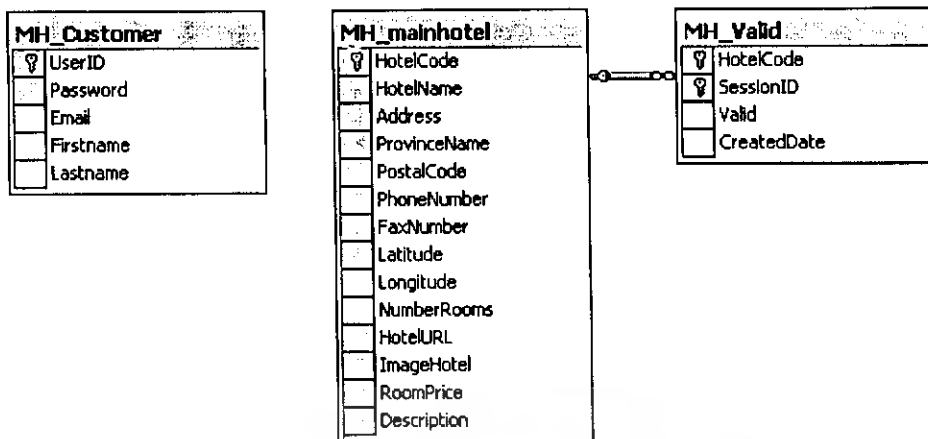 MH_Customer
UserID
Password
Email
Firstname
Lastname
MH_mainhotel
HotelCode
HotelName
Address
ProvinceName
PostalCode
PhoneNumber
FaxNumber
Latitude
Longitude
NumberRooms
HotelURL
ImageHotel
RoomPrice
Description
MH_Valid
HotelCode
SessionID
Valid
CreatedDate